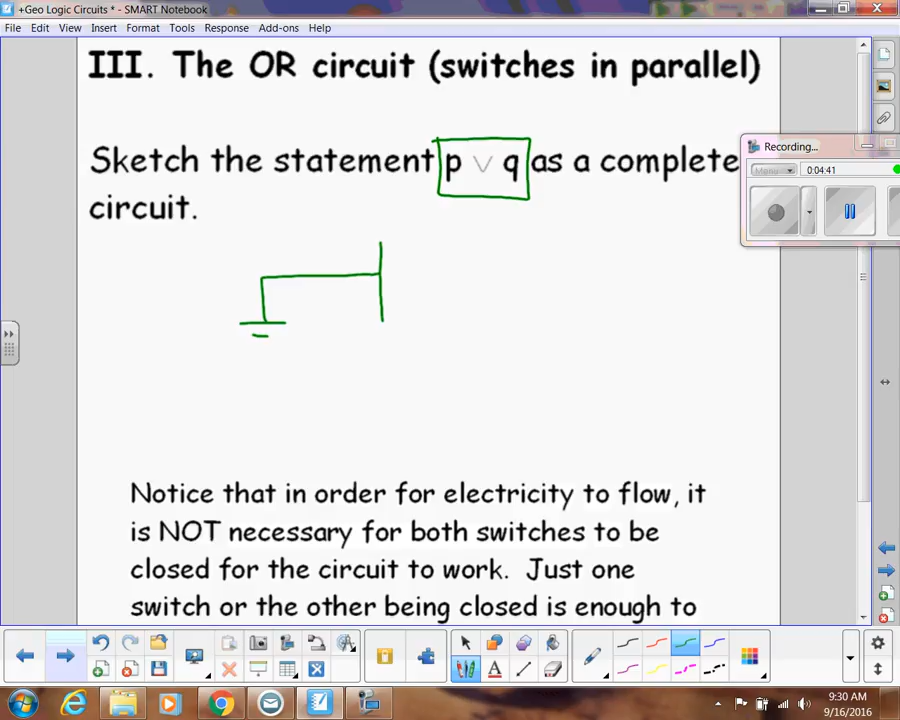 +Geo Logic Circuits * - SMART Notebook
File Edit View Insert Format Tools Response Add-ons Help
III. The OR circuit (switches in parallel)
Recording...
Menu
0:04:41
Sketch the statement p ∨ q as a complete
circuit.
Notice that in order for electricity to flow, it
is NOT necessary for both switches to be
closed for the circuit to work. Just one
switch or the other being closed is enough to
9:30 AM
9/16/2016